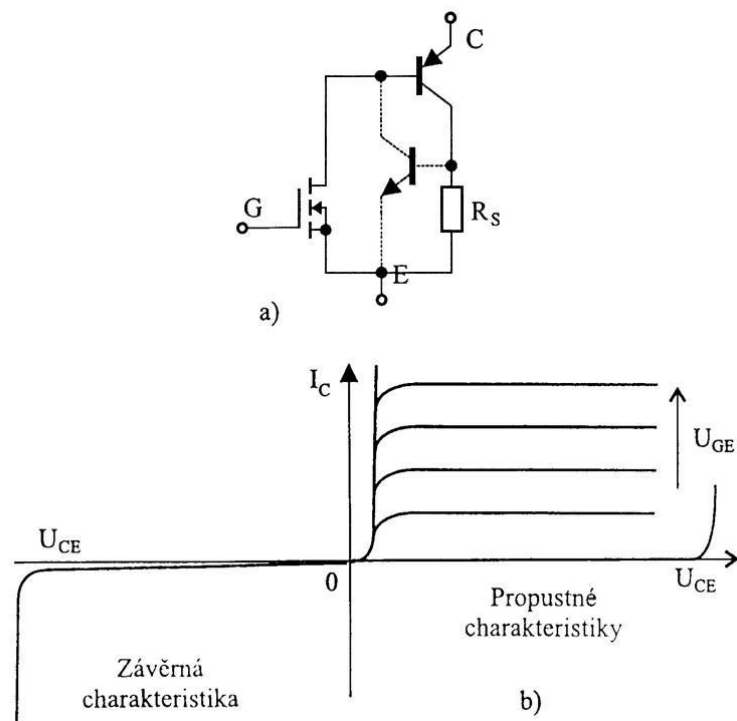 C
G
R_S
E
a)
I_C
U_GE
U_CE
0
U_CE
Propustné
charakteristiky
Závěrná
charakteristika
b)